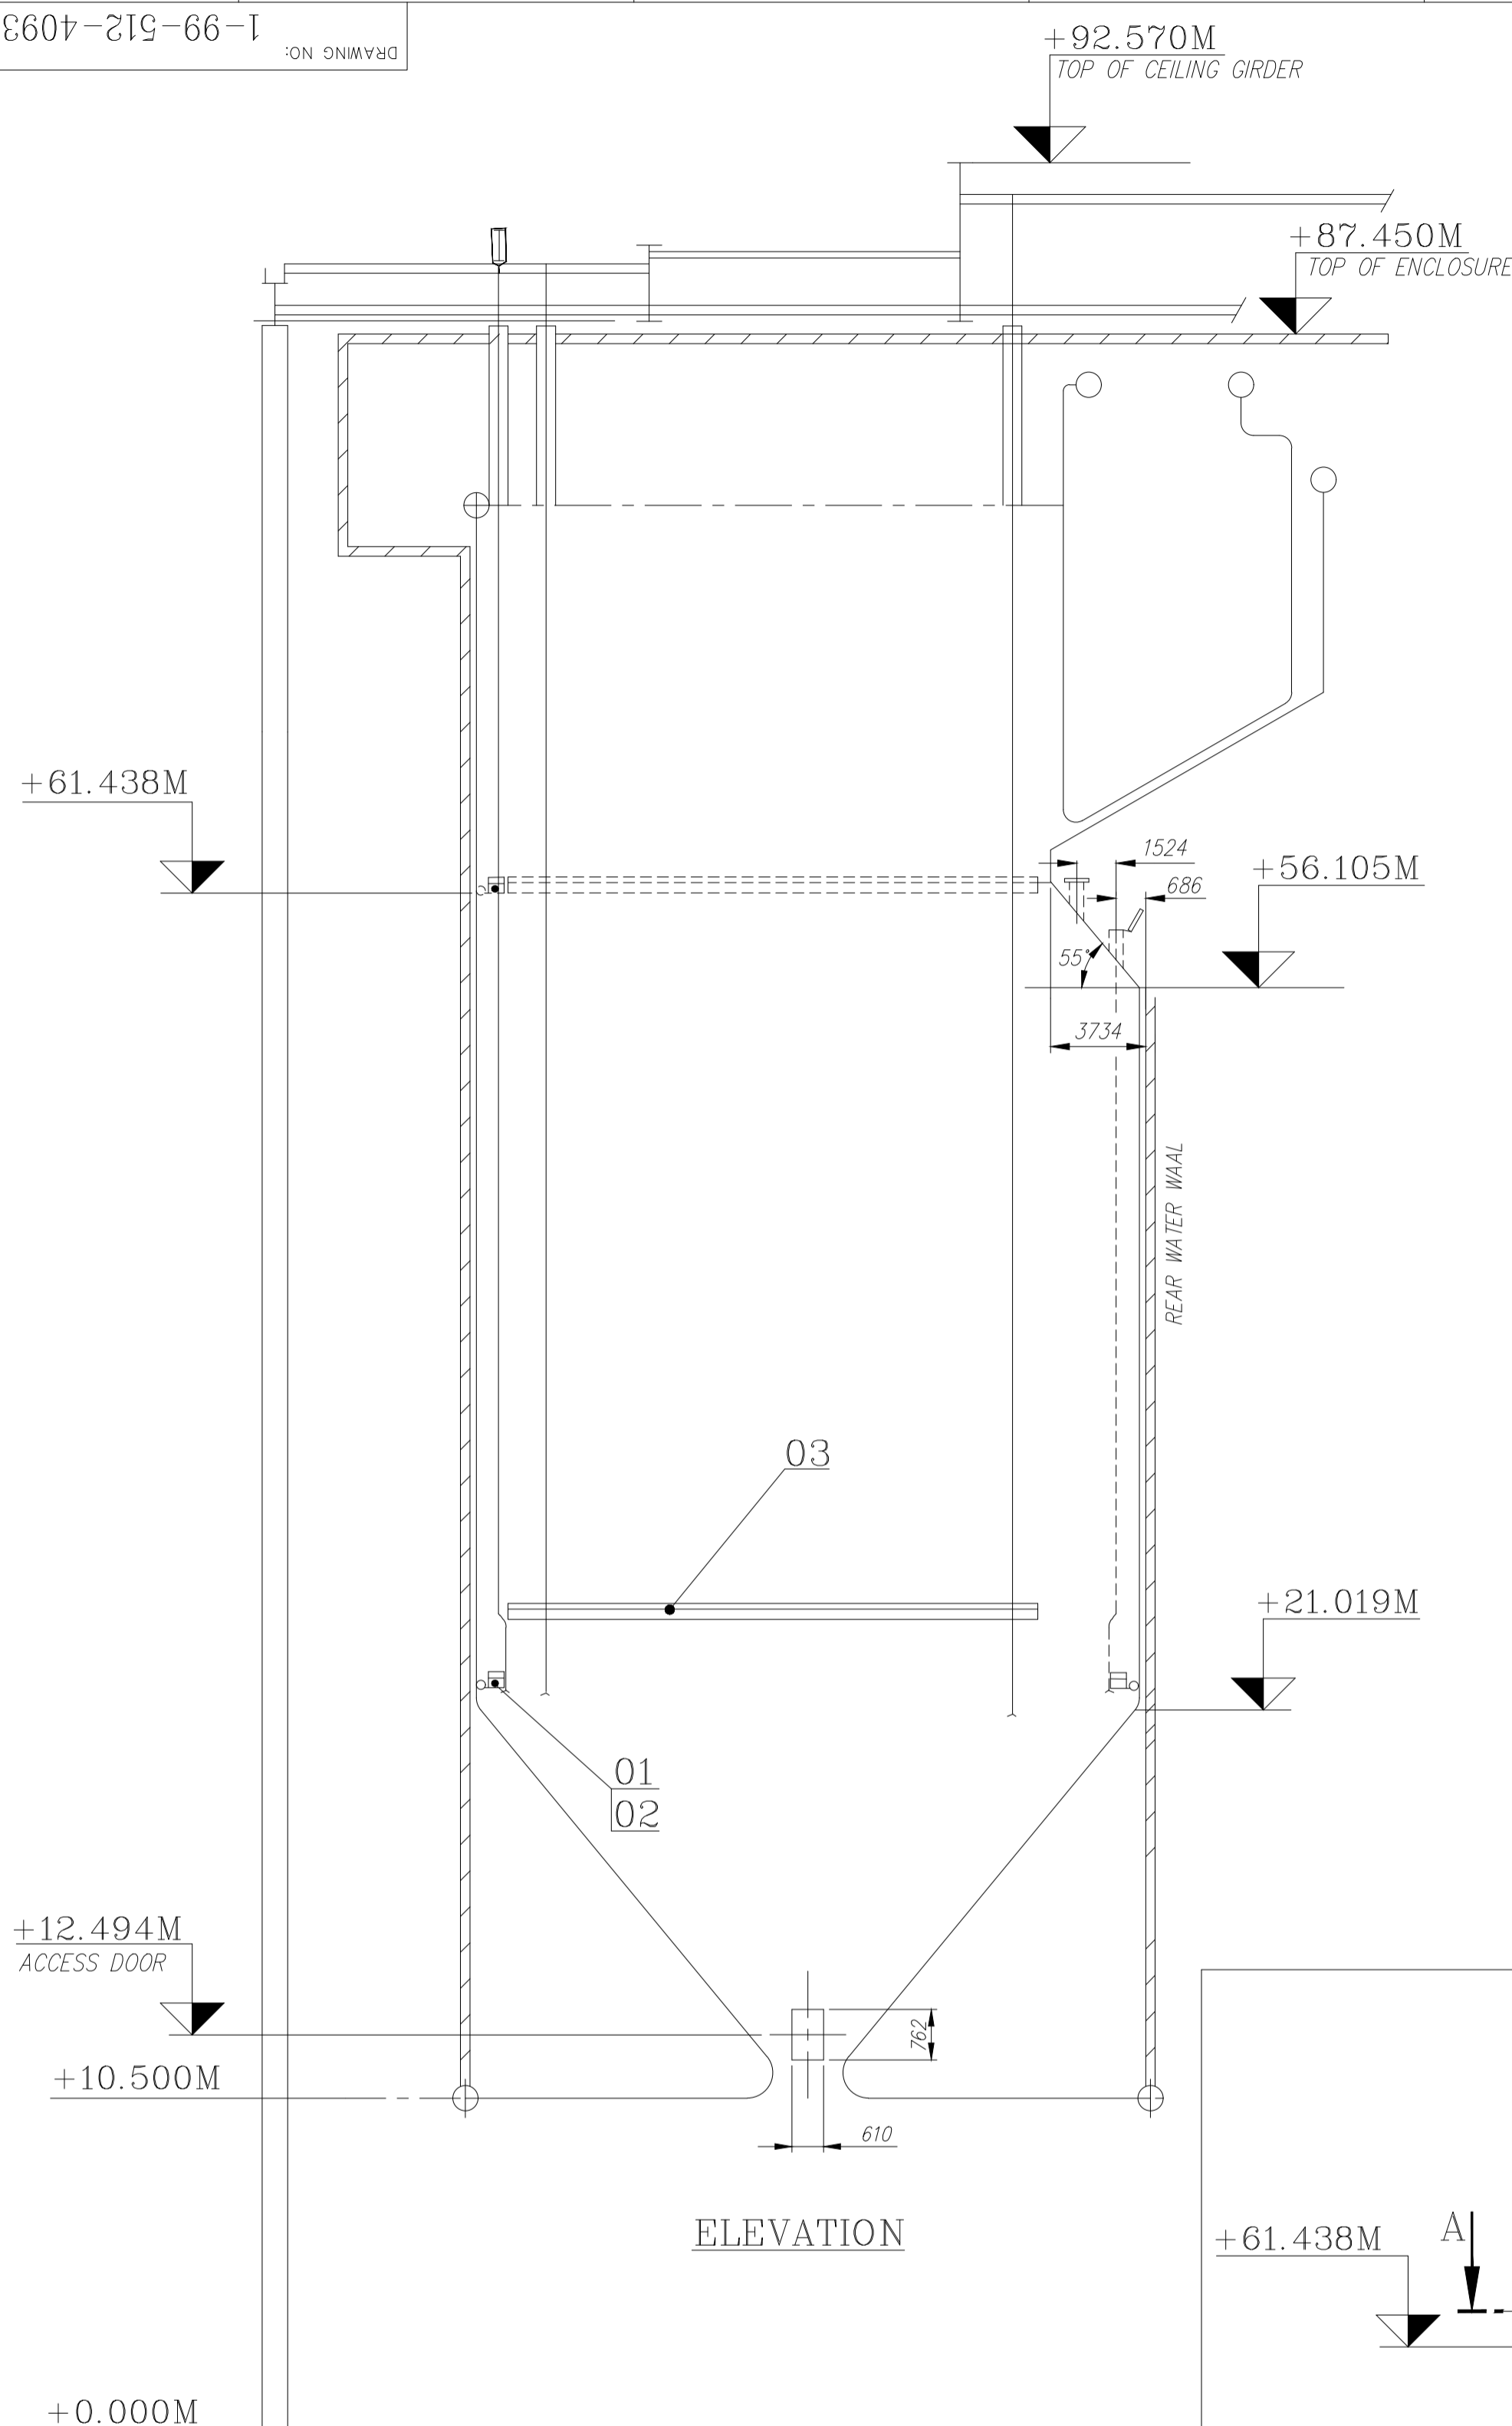 1-99-512-4093
DRAWING NO:
+92.570M
TOP OF CEILING GIRDER
+87.450M
TOP OF ENCLOSURE
+61.438M
1524
+56.105M
686
55°
3734
REAR WATER WAAL
03
+21.019M
01
02
+12.494M
ACCESS DOOR
762
+10.500M
610
ELEVATION
+61.438M
A
+0.000M